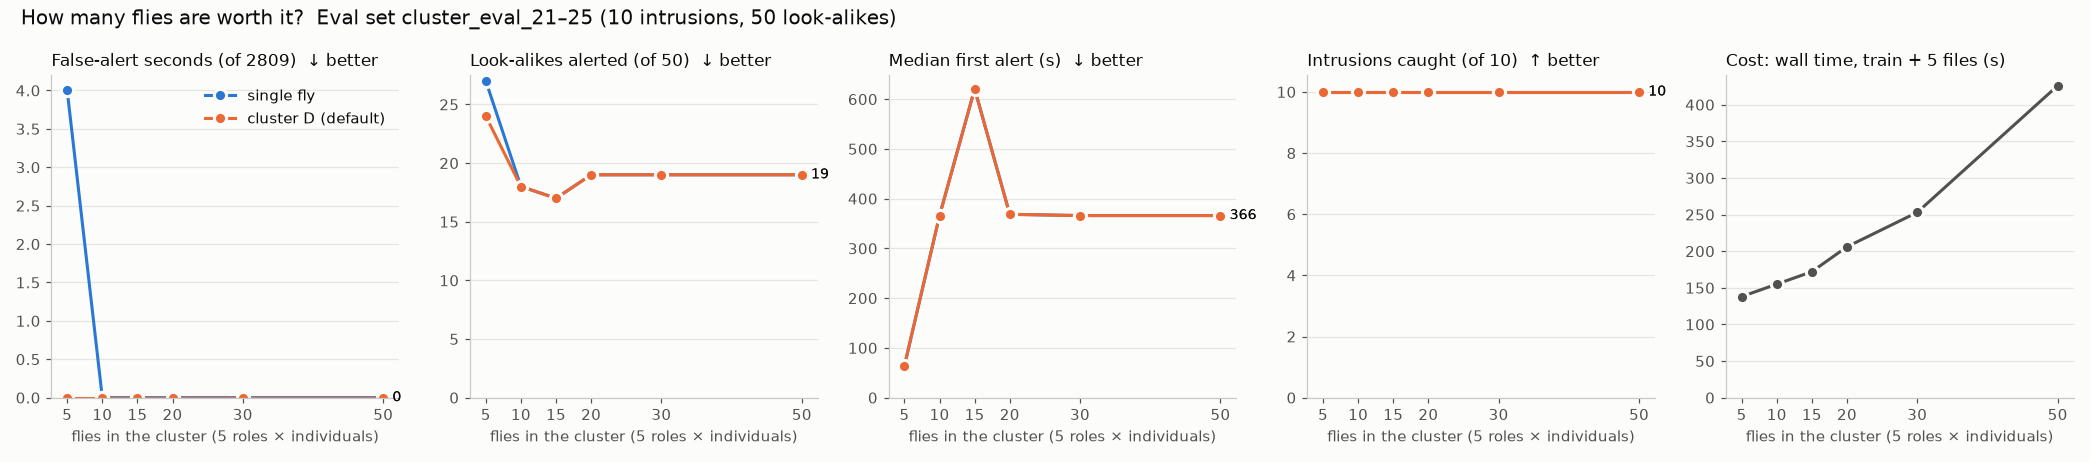 How many flies are worth it?  Eval set cluster_eval_21–25 (10 intrusions, 50 look-alikes)
False-alert seconds (of 2809)  ↓ better
4.0
3.5
3.0
2.5
2.0
1.5
1.0
0.5
0.0
single fly
cluster D (default)
0
5 10 15 20 30 50
flies in the cluster (5 roles × individuals)
Look-alikes alerted (of 50)  ↓ better
25
20
15
10
5
0
19
5 10 15 20 30 50
flies in the cluster (5 roles × individuals)
Median first alert (s)  ↓ better
600
500
400
300
200
100
0
366
5 10 15 20 30 50
flies in the cluster (5 roles × individuals)
Intrusions caught (of 10)  ↑ better
10
8
6
4
2
0
10
5 10 15 20 30 50
flies in the cluster (5 roles × individuals)
Cost: wall time, train + 5 files (s)
400
350
300
250
200
150
100
50
0
5 10 15 20 30 50
flies in the cluster (5 roles × individuals)